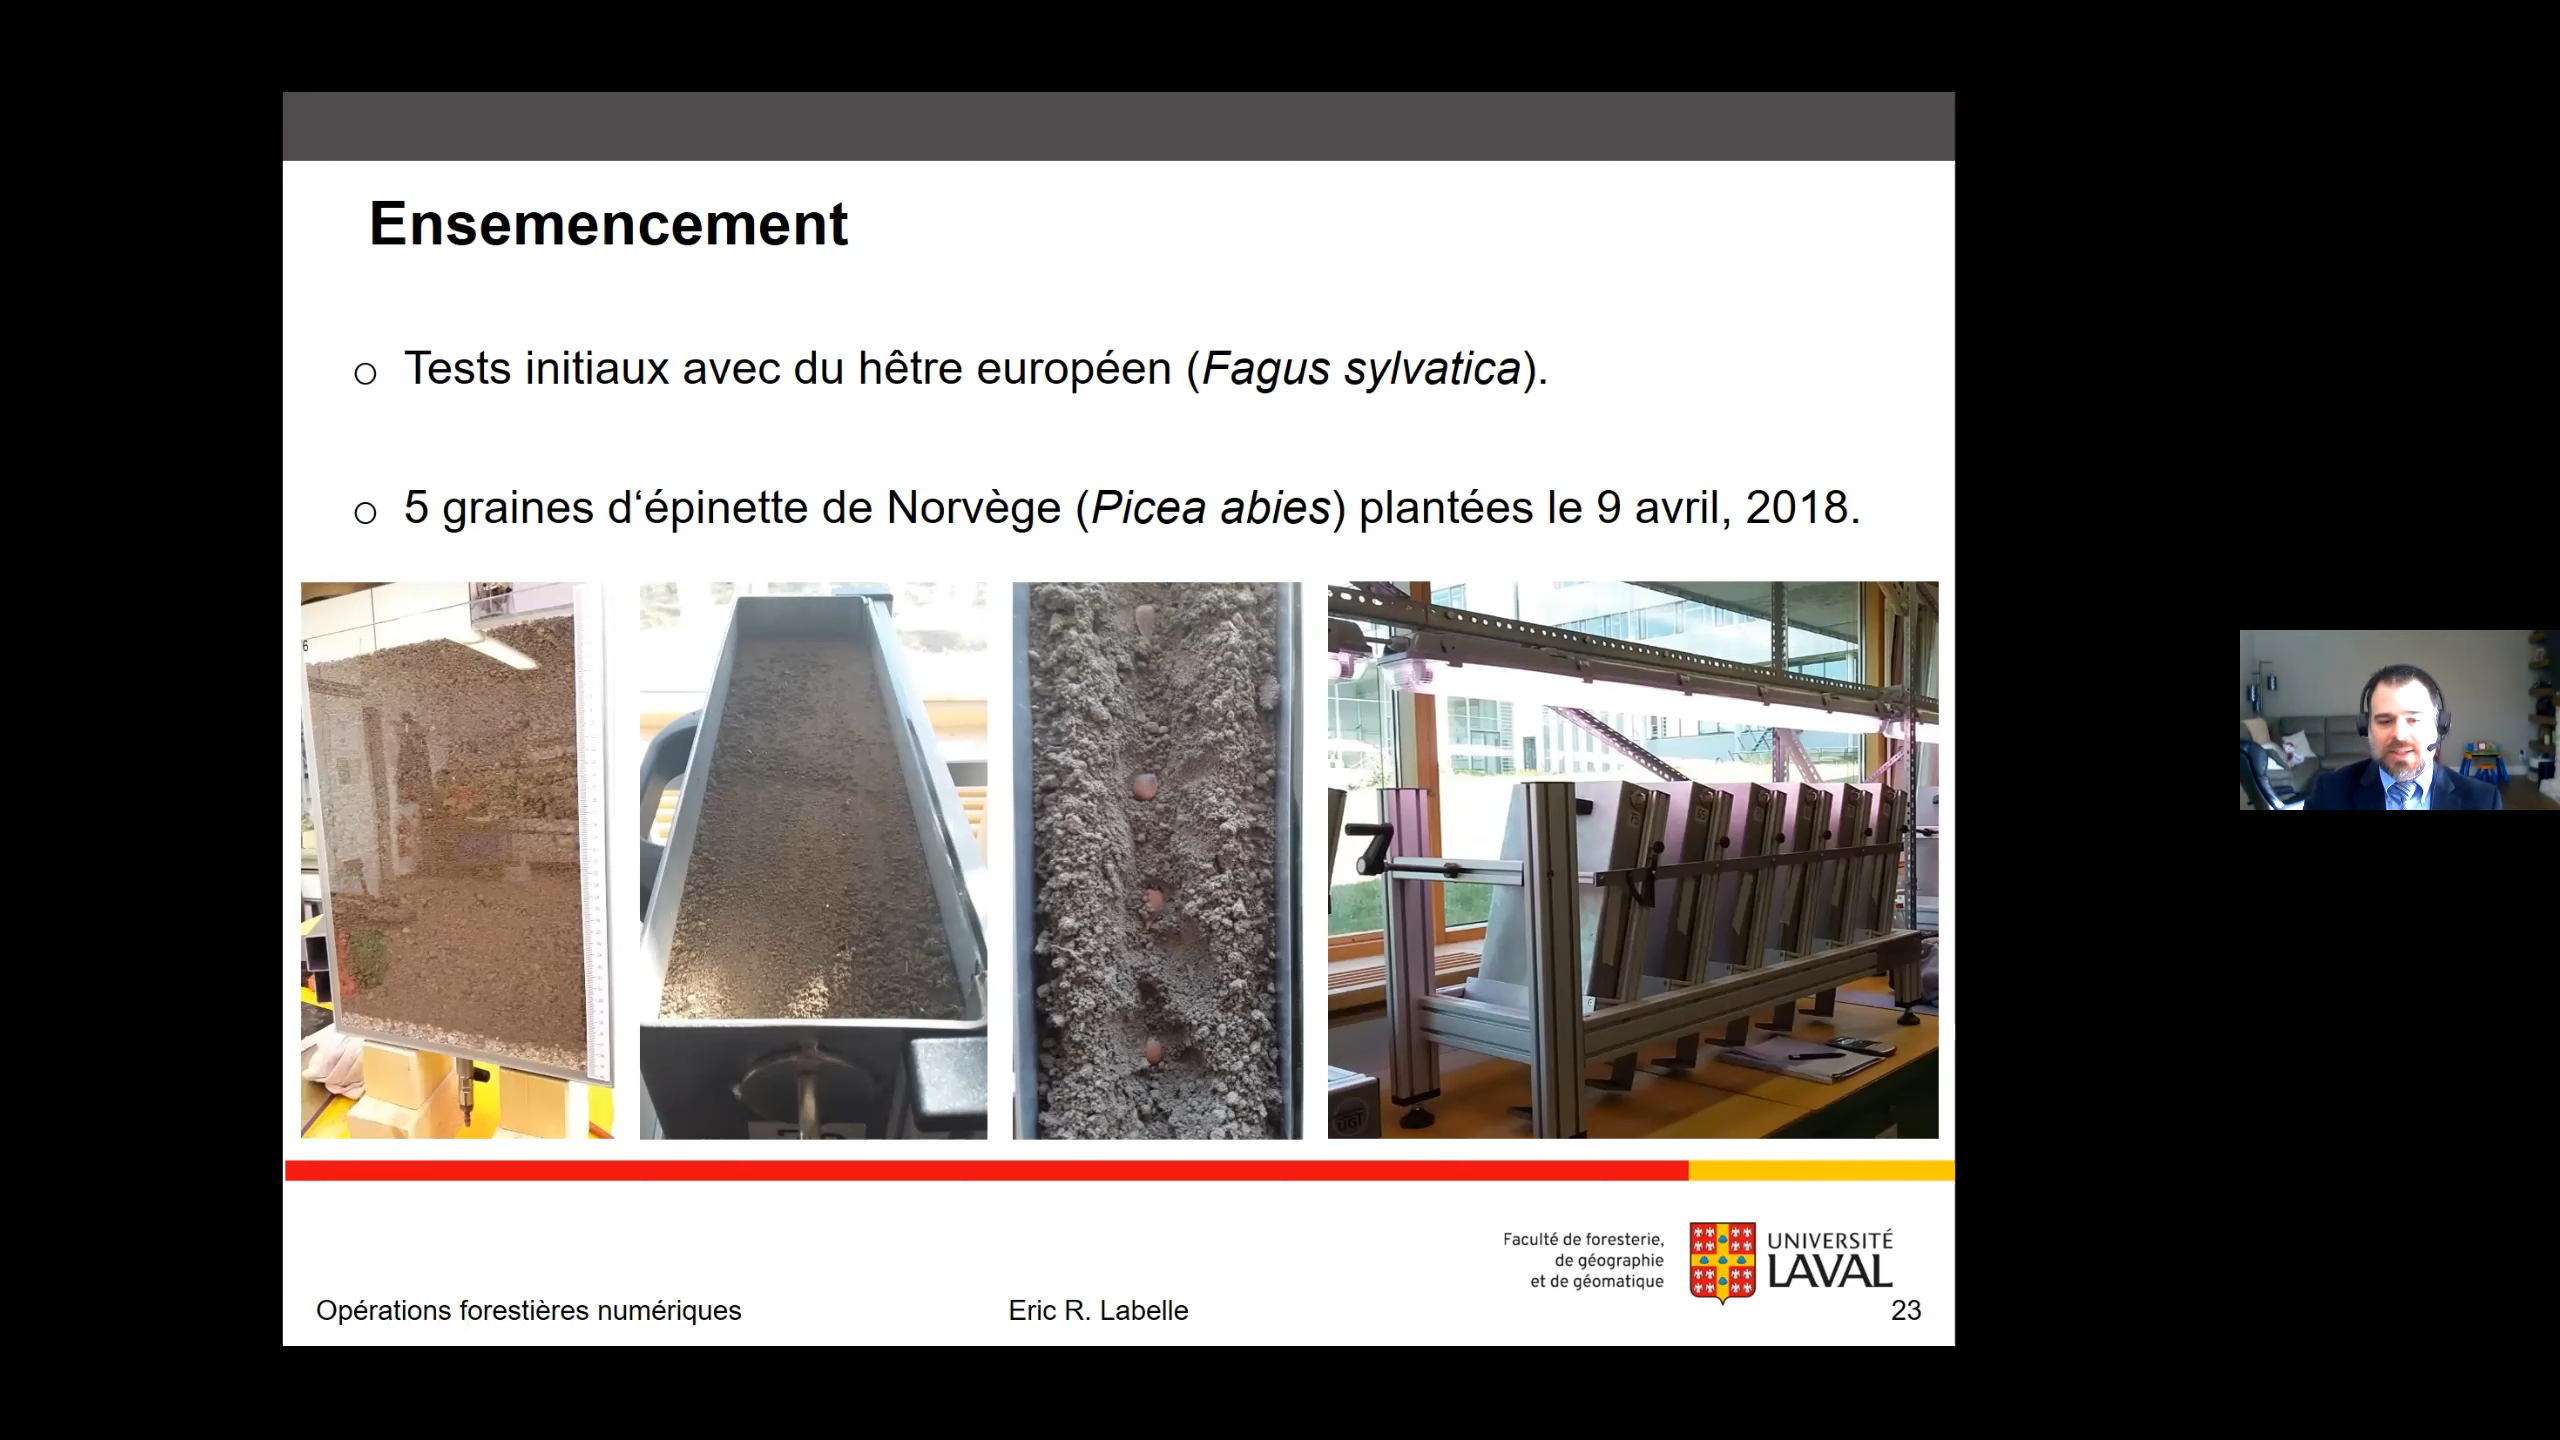 Ensemencement
o Tests initiaux avec du hêtre européen (Fagus sylvatica).
o 5 graines d‘épinette de Norvège (Picea abies) plantées le 9 avril, 2018.
6
Faculté de foresterie,
de géographie
et de géomatique
UNIVERSITÉ
LAVAL
Opérations forestières numériques
Eric R. Labelle
23